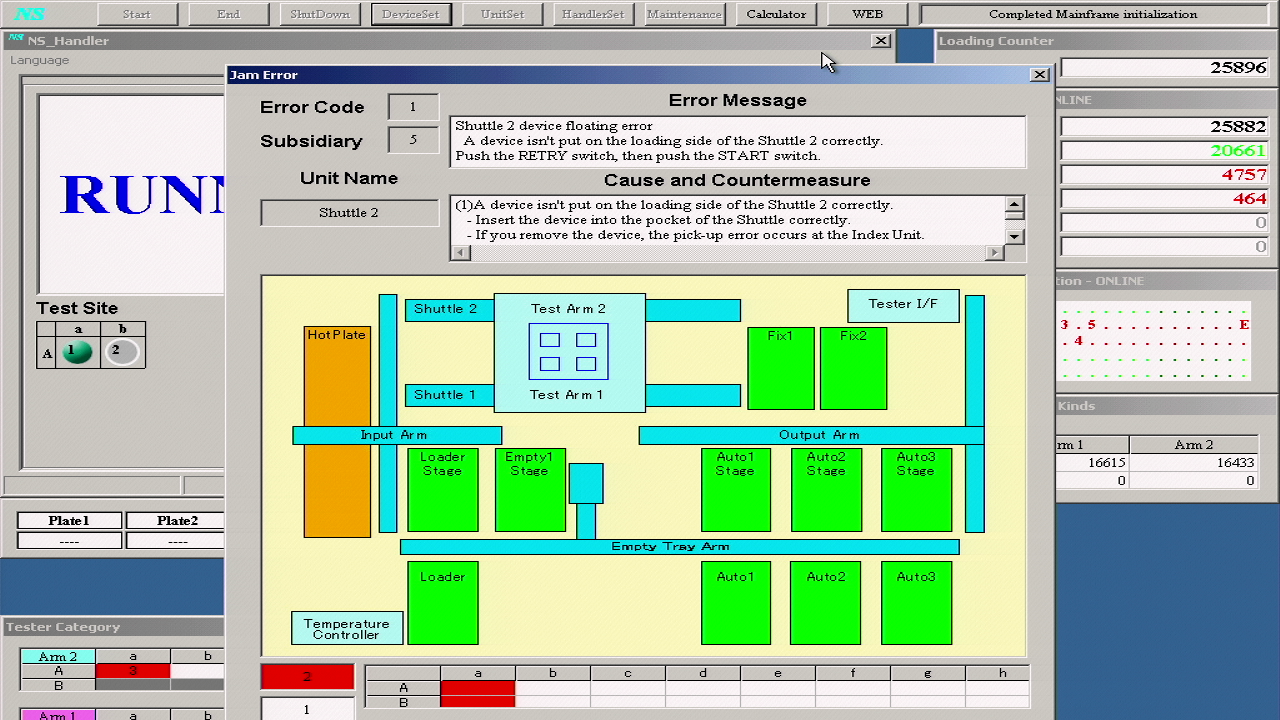 NS Start End ShutDown DeviceSet UnitSet HandlerSet Maintenance Calculator WEB Completed Mainframe initialization
NS NS_Handler
Language
Loading Counter
25896
NLINE
25882
20661
4757
464
0
0
RUNN
Test Site
a b
A 1 2
Plate1 Plate2
---- ----
Tester Category
Arm 2 a b
A 3
B
Arm 1 a b
Jam Error
Error Code 1
Subsidiary 5
Unit Name
Shuttle 2
Error Message
Shuttle 2 device floating error
A device isn't put on the loading side of the Shuttle 2 correctly.
Push the RETRY switch, then push the START switch.
Cause and Countermeasure
(1)A device isn't put on the loading side of the Shuttle 2 correctly.
- Insert the device into the pocket of the Shuttle correctly.
- If you remove the device, the pick-up error occurs at the Index Unit.
HotPlate
Shuttle 2
Test Arm 2
Tester I/F
Fix1 Fix2
Shuttle 1
Test Arm 1
Input Arm
Output Arm
Loader
Stage
Empty1
Stage
Auto1
Stage
Auto2
Stage
Auto3
Stage
Empty Tray Arm
Loader
Auto1 Auto2 Auto3
Temperature
Controller
2
1
a b c d e f g h
A
B
tion - ONLINE
. . . . . . . . . . . . . .
3 . 5 . . . . . . . . . E
. 4 . . . . . . . . . . . .
Kinds
rm 1 Arm 2
16615 16433
0 0